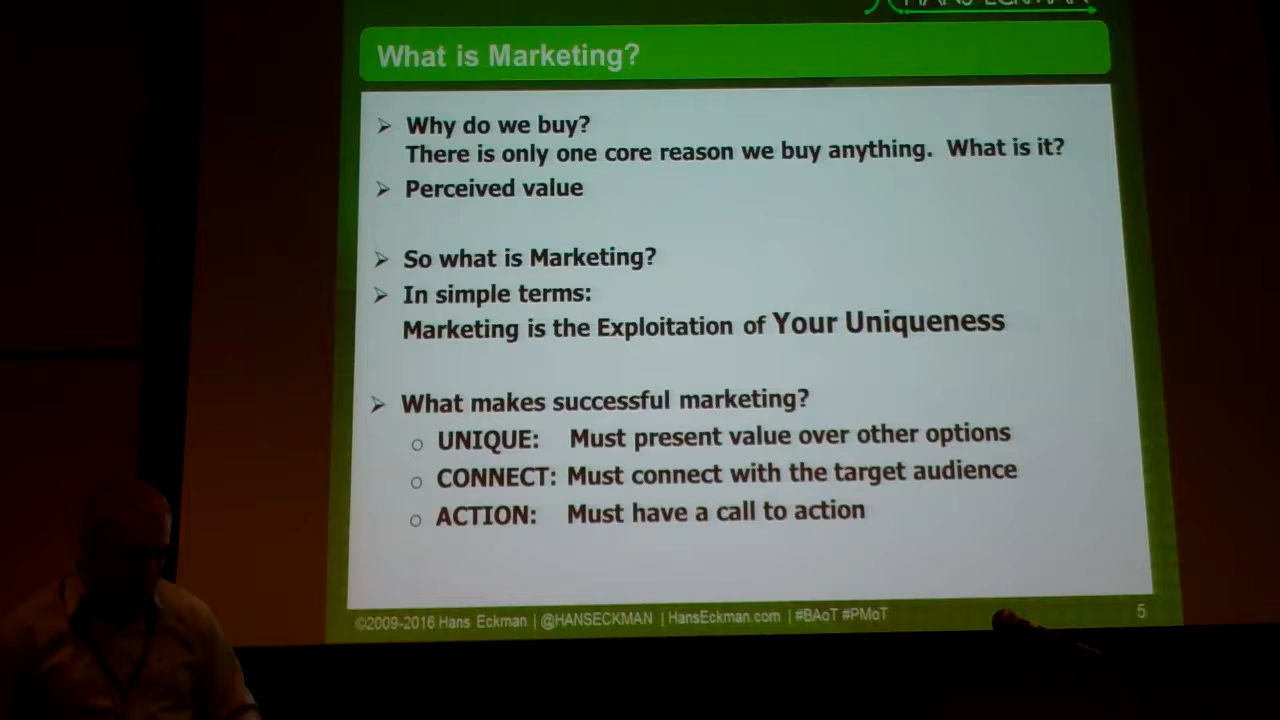 HANS ECKMAN
What is Marketing?
Why do we buy?
There is only one core reason we buy anything. What is it?
Perceived value
So what is Marketing?
In simple terms:
Marketing is the Exploitation of Your Uniqueness
What makes successful marketing?
UNIQUE: Must present value over other options
CONNECT: Must connect with the target audience
ACTION: Must have a call to action
©2009-2016 Hans Eckman | @HANSECKMAN | HansEckman.com | #BAoT #PMoT
5